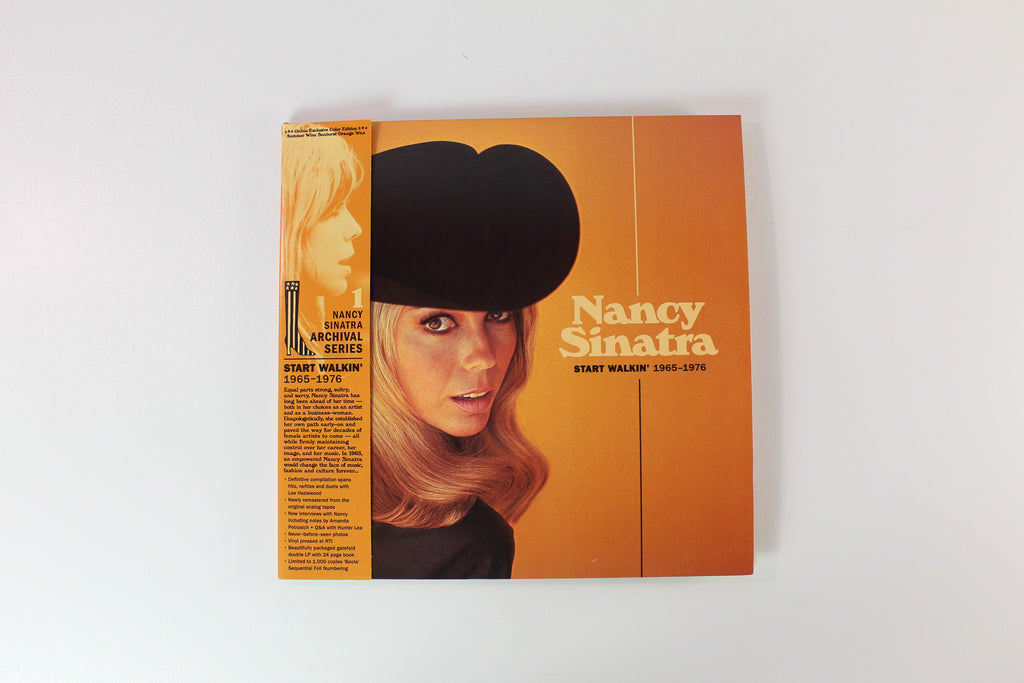 ★★★ Online Exclusive Color Edition ★★★
Summer Wine Sunburst Orange Wax
1
NANCY
SINATRA
ARCHIVAL
SERIES
START WALKIN'
1965–1976
Equal parts strong, sultry,
and savvy, Nancy Sinatra has
long been ahead of her time —
both in her choices as an artist
and as a business-woman.
Unapologetically, she established
her own path early-on and
paved the way for decades of
female artists to come — all
while firmly maintaining
control over her career, her
image, and her music. In 1965,
an empowered Nancy Sinatra
would change the face of music,
fashion and culture forever...
• Definitive compilation spans
hits, rarities and duets with
Lee Hazlewood
• Newly remastered from the
original analog tapes
• New interviews with Nancy
including notes by Amanda
Petrusich + Q&A with Hunter Lea
• Never-before-seen photos
• Vinyl pressed at RTI
• Beautifully packaged gatefold
double LP with 24 page book
• Limited to 1,000 copies 'Boots'
Sequential Foil Numbering
Nancy
Sinatra
START WALKIN' 1965–1976